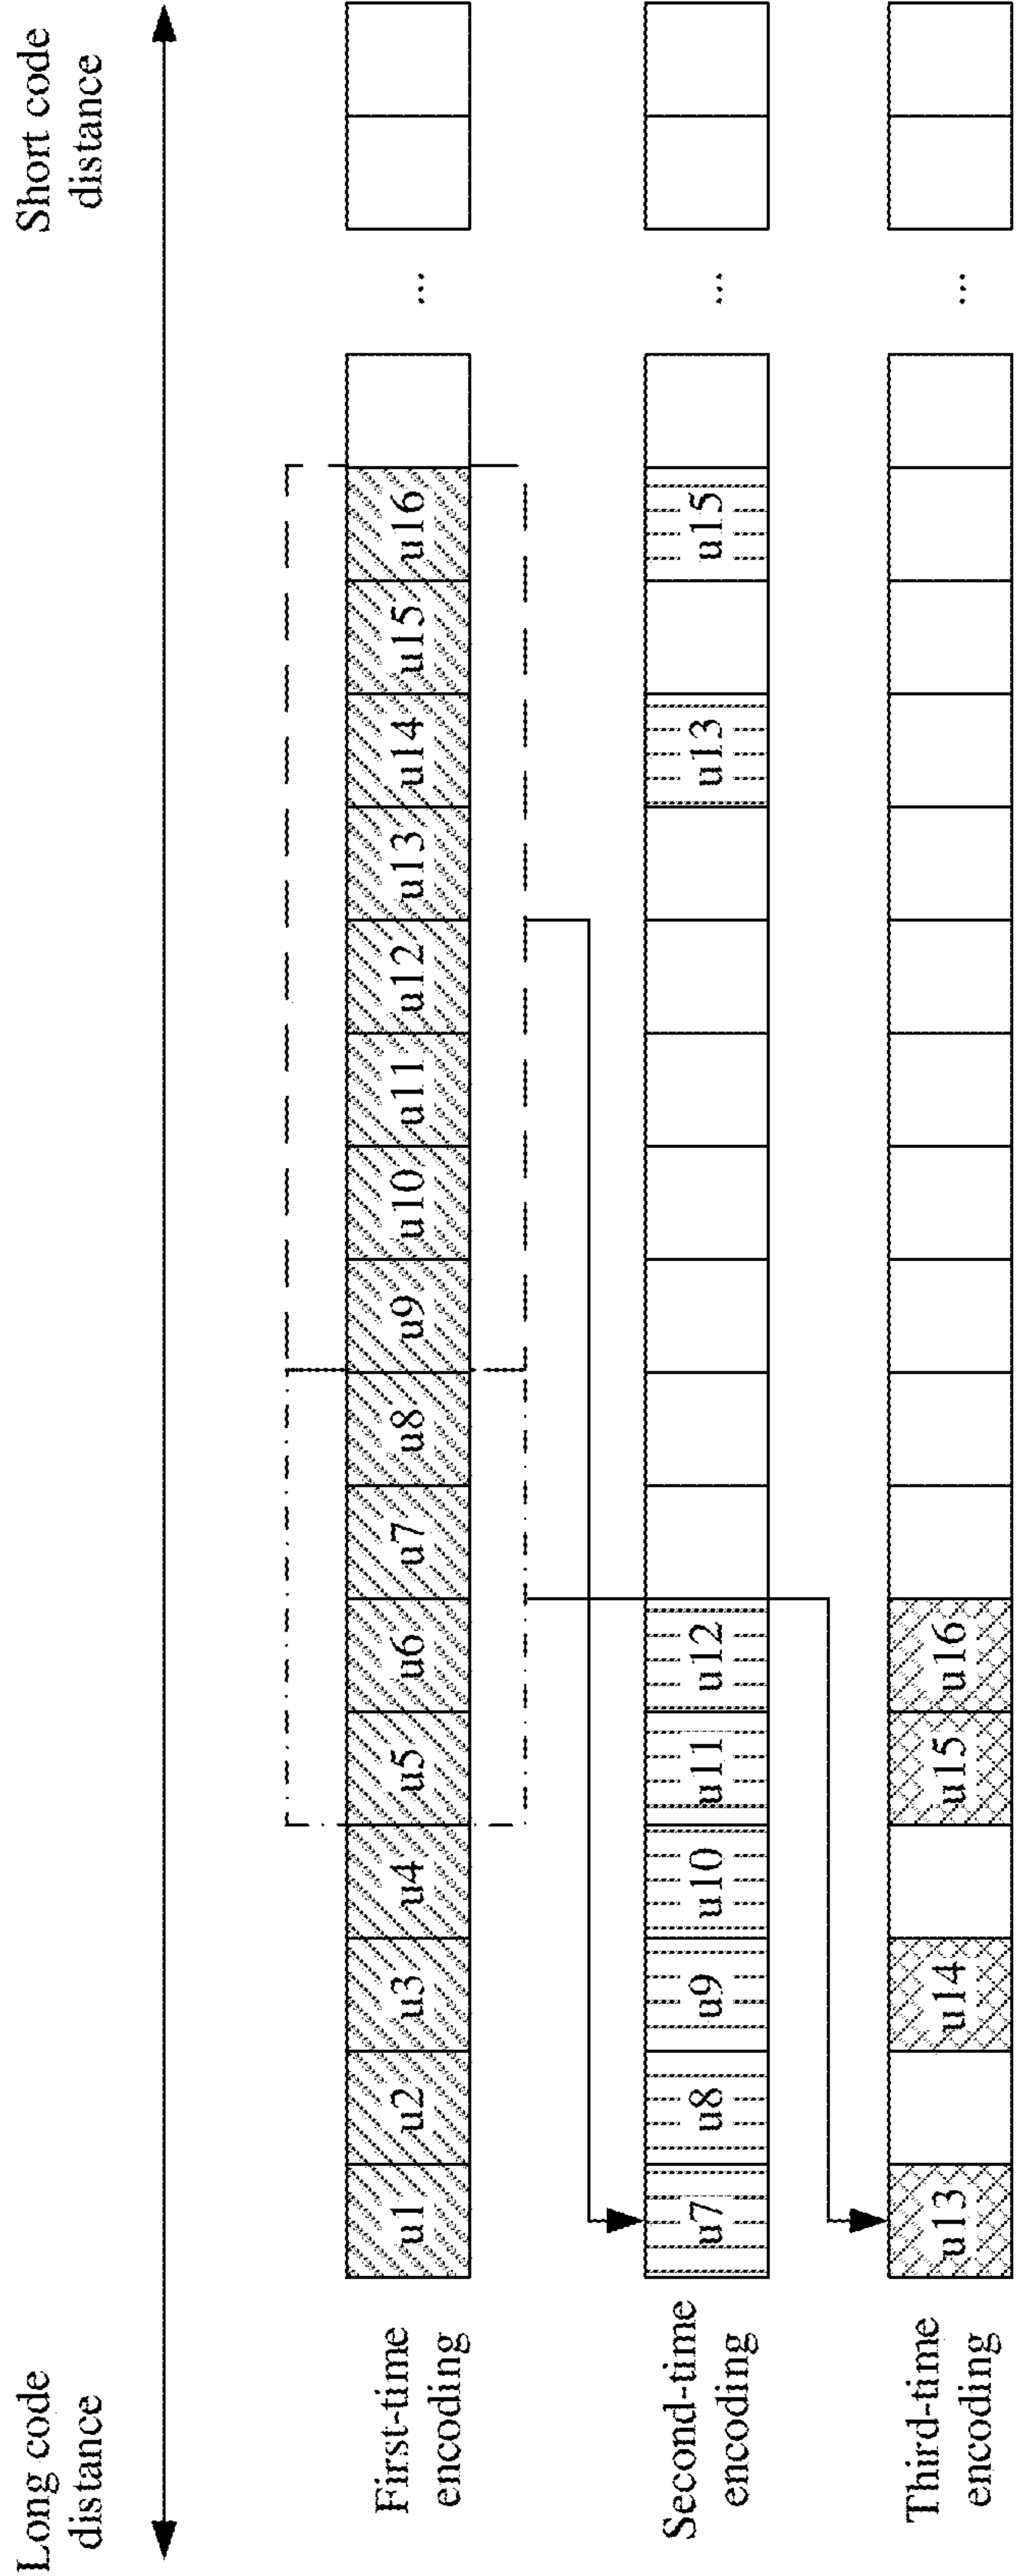 Long code
distance
Short code
distance
First-time
encoding
u1 u2 u3 u4 u5 u6 u7 u8 u9 u10 u11 u12 u13 u14 u15 u16 ...
Second-time
encoding
u7 u8 u9 u10 u11 u12 u13 u15 ...
Third-time
encoding
u13 u14 u15 u16 ...